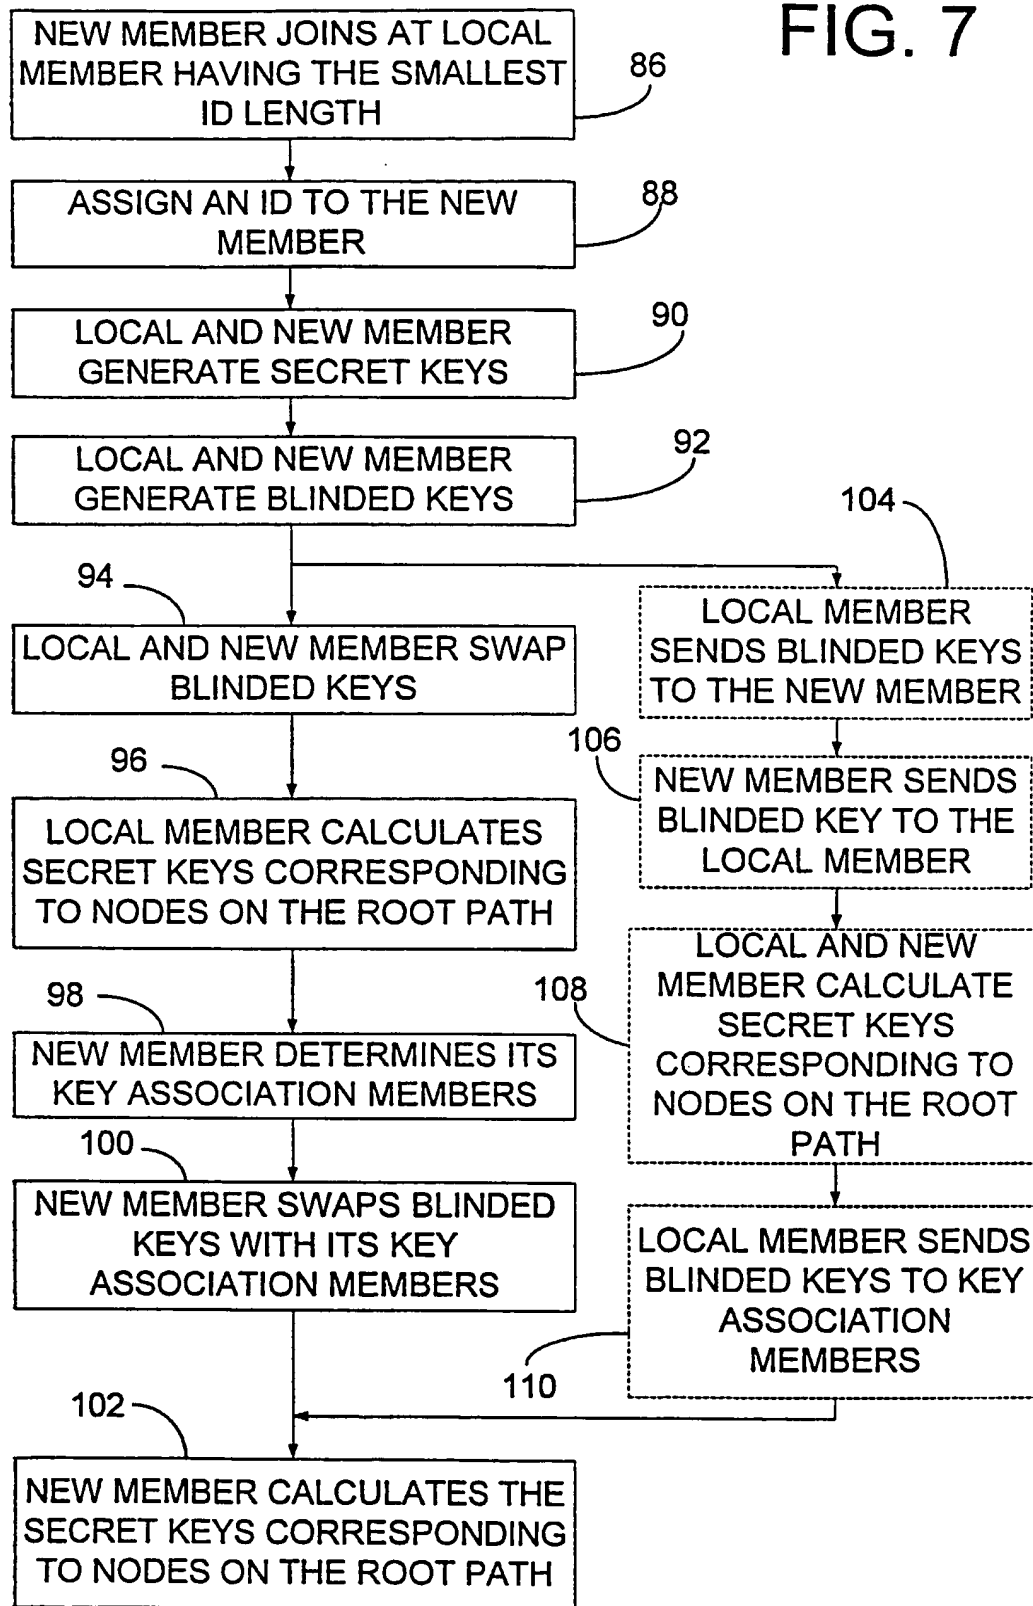 FIG. 7
NEW MEMBER JOINS AT LOCAL
MEMBER HAVING THE SMALLEST
ID LENGTH
86
ASSIGN AN ID TO THE NEW
MEMBER
88
LOCAL AND NEW MEMBER
GENERATE SECRET KEYS
90
LOCAL AND NEW MEMBER
GENERATE BLINDED KEYS
92
94
LOCAL AND NEW MEMBER SWAP
BLINDED KEYS
96
LOCAL MEMBER CALCULATES
SECRET KEYS CORRESPONDING
TO NODES ON THE ROOT PATH
98
NEW MEMBER DETERMINES ITS
KEY ASSOCIATION MEMBERS
100
NEW MEMBER SWAPS BLINDED
KEYS WITH ITS KEY
ASSOCIATION MEMBERS
104
LOCAL MEMBER
SENDS BLINDED KEYS
TO THE NEW MEMBER
106
NEW MEMBER SENDS
BLINDED KEY TO THE
LOCAL MEMBER
108
LOCAL AND NEW
MEMBER CALCULATE
SECRET KEYS
CORRESPONDING TO
NODES ON THE ROOT
PATH
LOCAL MEMBER SENDS
BLINDED KEYS TO KEY
ASSOCIATION
MEMBERS
110
102
NEW MEMBER CALCULATES THE
SECRET KEYS CORRESPONDING
TO NODES ON THE ROOT PATH